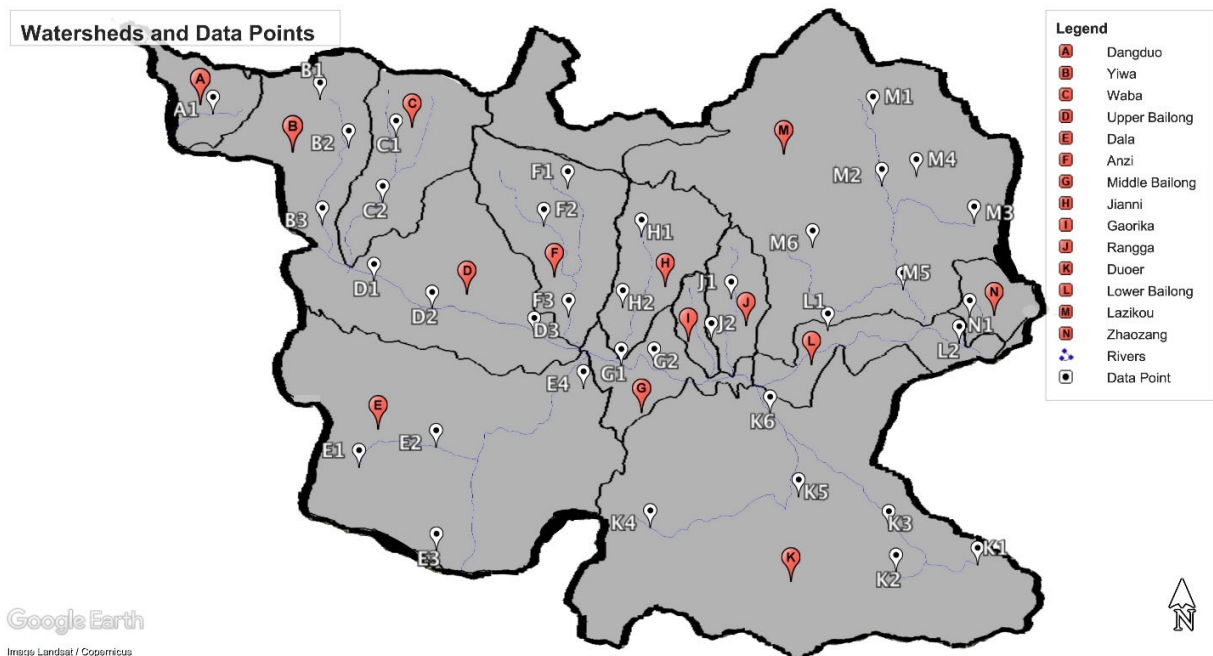 Watersheds and Data Points
Legend
A Dangduo
B Yiwa
C Waba
D Upper Bailong
E Dala
F Anzi
G Middle Bailong
H Jianni
I Gaorika
J Rangga
K Duoer
L Lower Bailong
M Lazikou
N Zhaozang
Rivers
Data Point
A
A1
B1
B
B2
B3
C
C1
C2
D1
D
D2
D3
F1
F2
F
F3
H1
H
H2
I
J1
J
J2
G1
G2
G
M1
M
M2
M4
M3
M6
M5
L1
L
L2
N
N1
E4
E
E1
E2
E3
K6
K5
K4
K3
K2
K1
K
N
Google Earth
Image Landsat / Copernicus